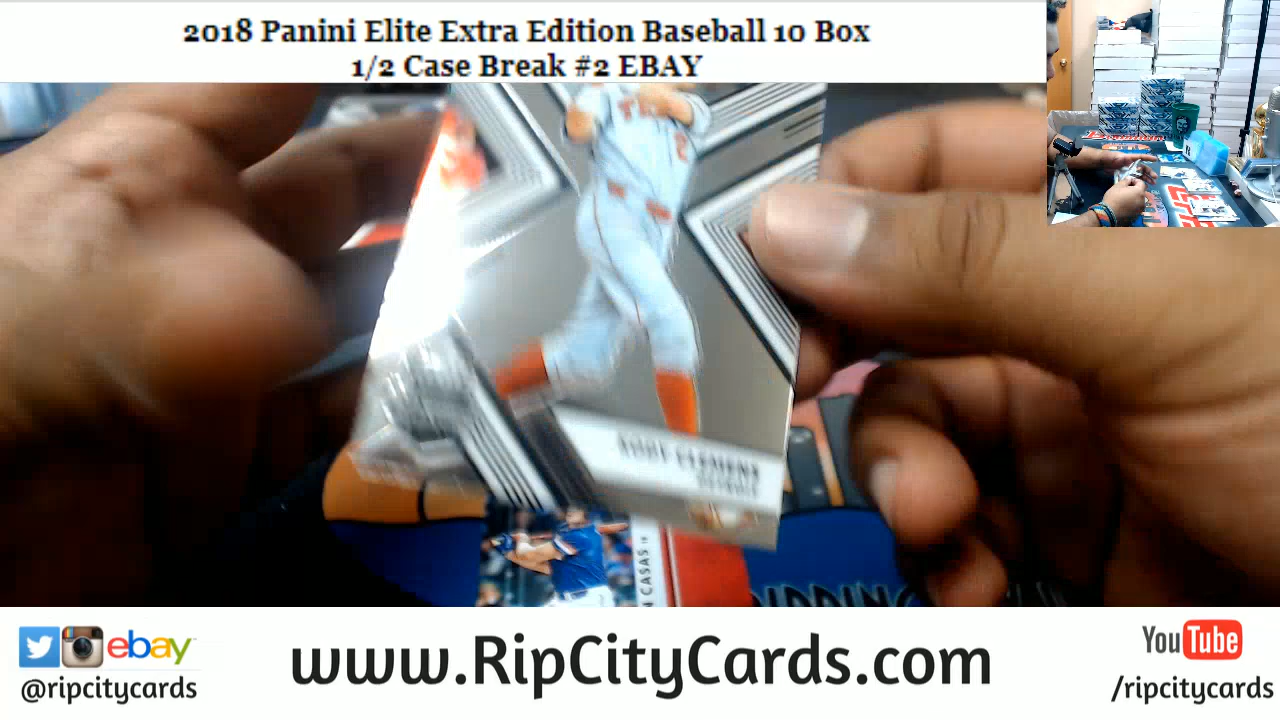 2018 Panini Elite Extra Edition Baseball 10 Box
1/2 Case Break #2 EBAY
CASAS
ebay
@ripcitycards
www.RipCityCards.com
YouTube
/ripcitycards